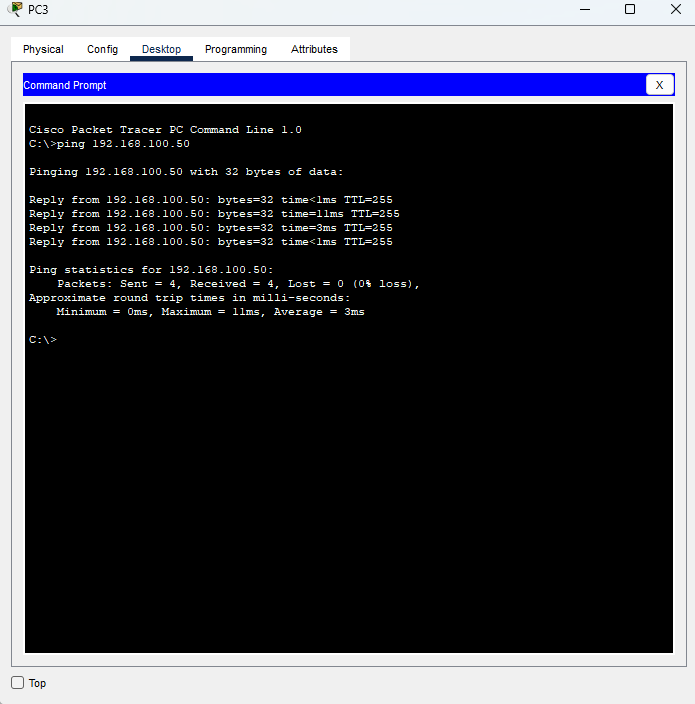 PC3
Physical Config Desktop Programming Attributes
Command Prompt X
Cisco Packet Tracer PC Command Line 1.0
C:\>ping 192.168.100.50
Pinging 192.168.100.50 with 32 bytes of data:
Reply from 192.168.100.50: bytes=32 time<1ms TTL=255
Reply from 192.168.100.50: bytes=32 time=11ms TTL=255
Reply from 192.168.100.50: bytes=32 time=3ms TTL=255
Reply from 192.168.100.50: bytes=32 time<1ms TTL=255
Ping statistics for 192.168.100.50:
    Packets: Sent = 4, Received = 4, Lost = 0 (0% loss),
Approximate round trip times in milli-seconds:
    Minimum = 0ms, Maximum = 11ms, Average = 3ms
C:\>
Top